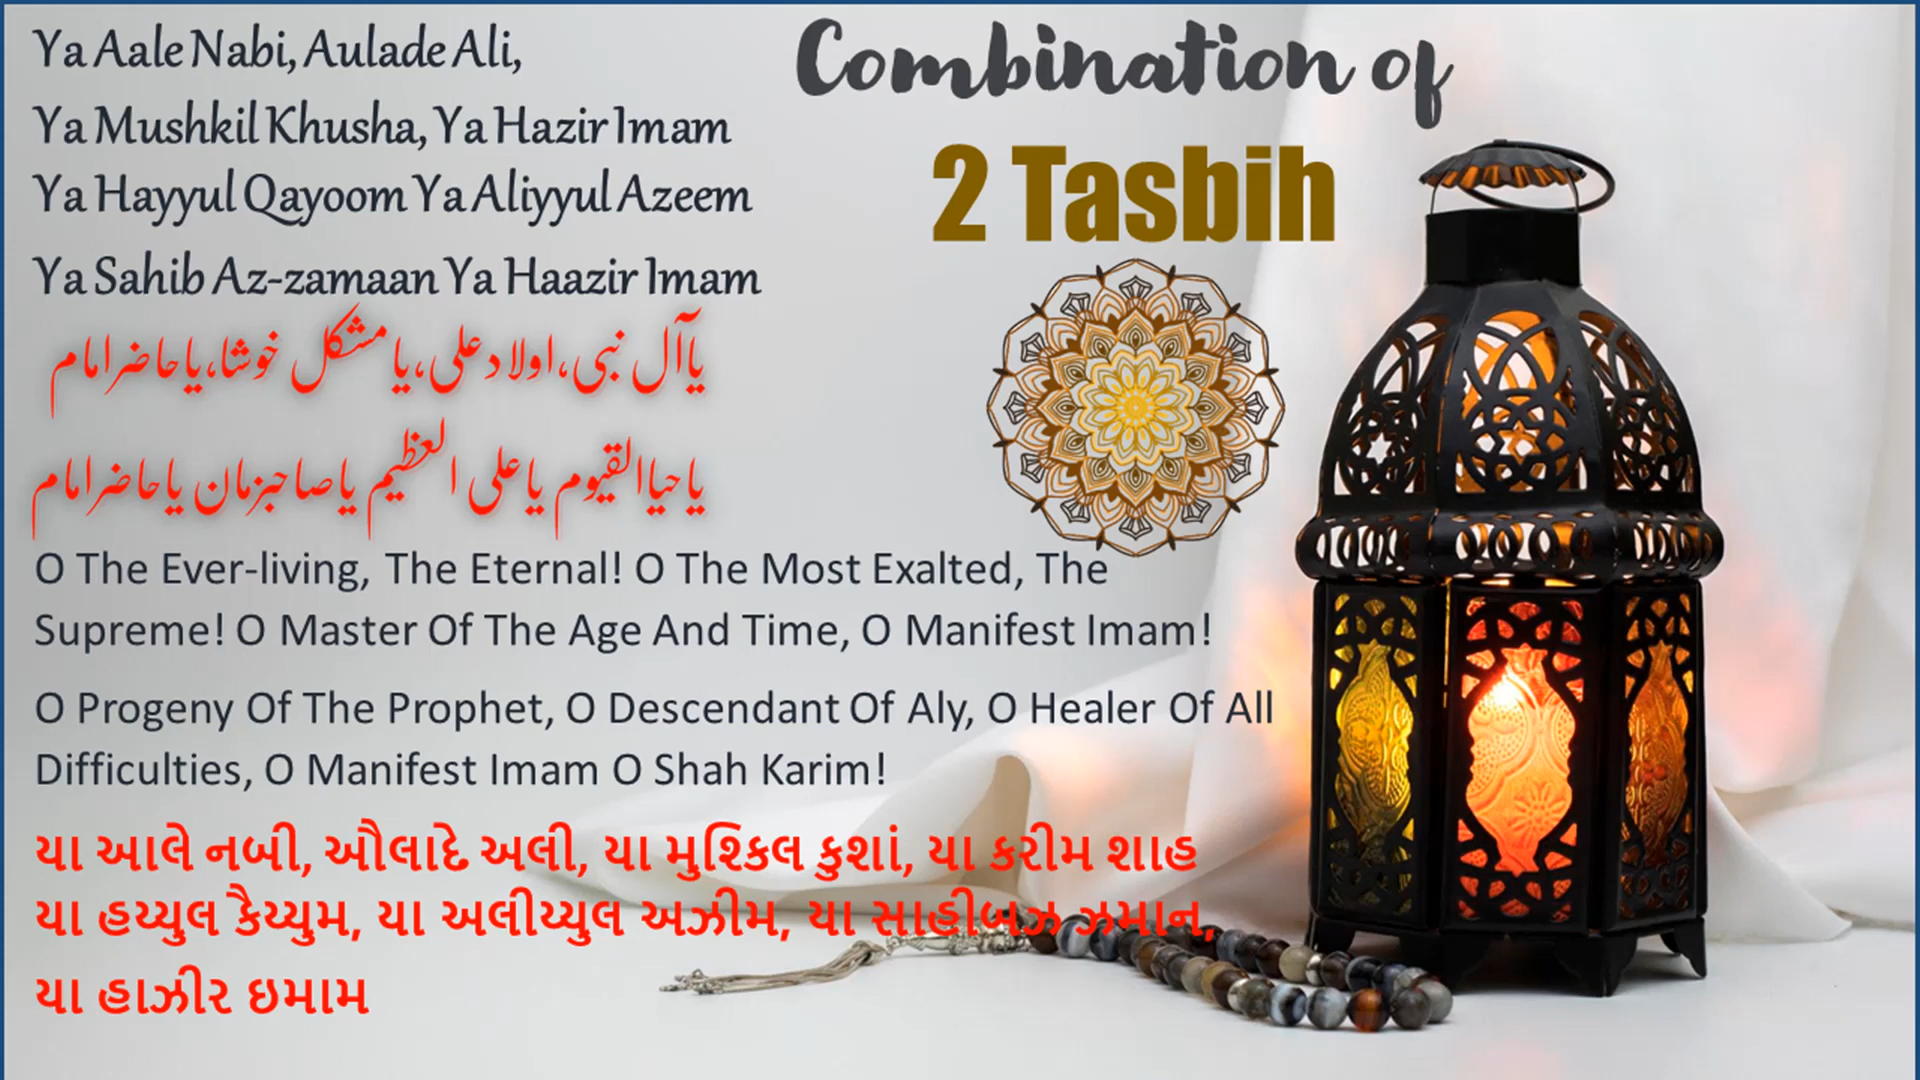 Ya Aale Nabi, Aulade Ali,
Ya Mushkil Khusha, Ya Hazir Imam
Ya Hayyul Qayoom Ya Aliyyul Azeem
Ya Sahib Az-zamaan Ya Haazir Imam
Combination of
2 Tasbih
یاآل نبی،اولادعلی،یامشکل خوشا،یاحاضرامام
یاحیاالقیوم یاعلی العظیم یاصاحبزمان یاحاضرامام
O The Ever-living, The Eternal! O The Most Exalted, The
Supreme! O Master Of The Age And Time, O Manifest Imam!
O Progeny Of The Prophet, O Descendant Of Aly, O Healer Of All
Difficulties, O Manifest Imam O Shah Karim!
યા આલે નબી, ઔલાદે અલી, યા મુશ્કિલ કુશાં, યા કરીમ શાહ
યા હય્યુલ કૈય્યુમ, યા અલીય્યુલ અઝીમ, યા સાહીબઝ ઝમાન,
યા હાઝીર ઇમામ